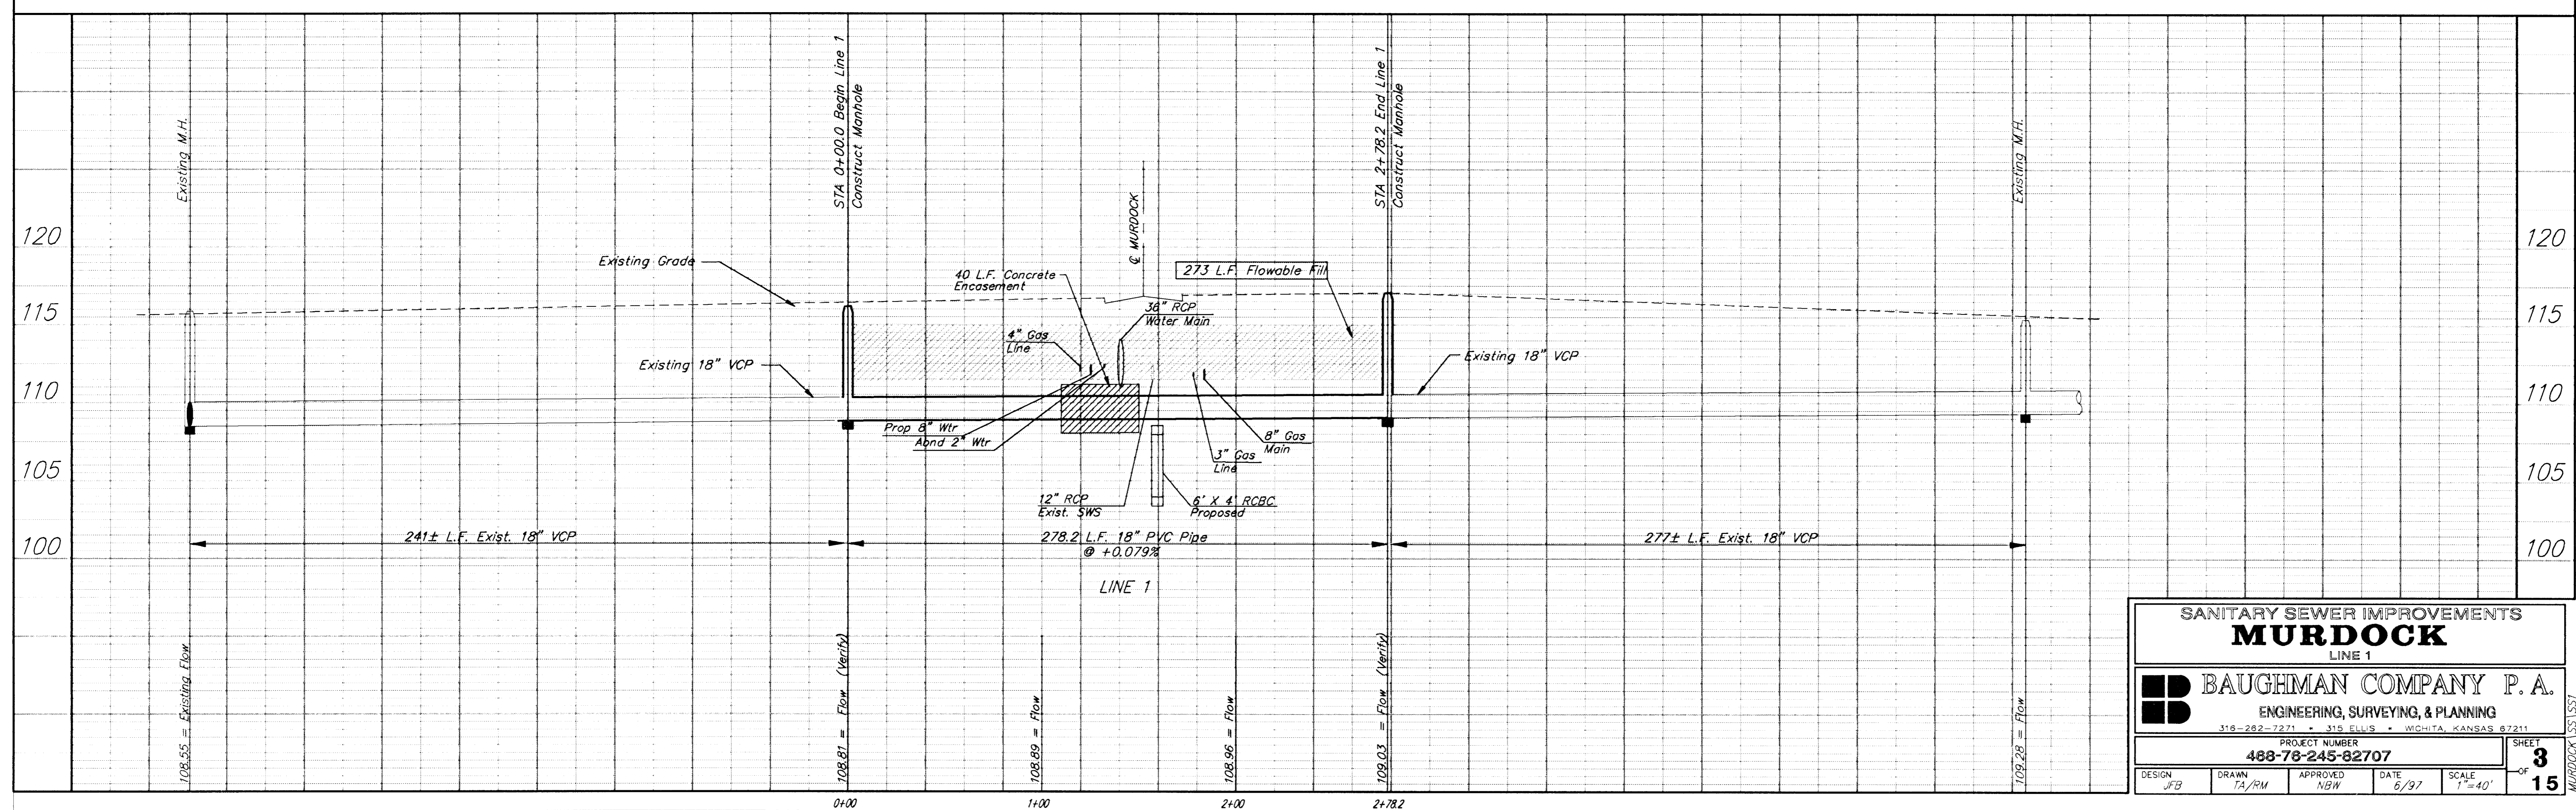 STA 0+00.0 Begin Line 1
Construct Manhole
STA 2+78.2 End Line 1
Construct Manhole
Existing M.H.
Existing M.H.
℄ MURDOCK
120
120
Existing Grade
40 L.F. Concrete
Encasement
273 L.F. Flowable Fill
115
115
36" RCP
Water Main
4" Gas
Line
Existing 18" VCP
Existing 18" VCP
110
110
Prop 8" Wtr
Abnd 2" Wtr
8" Gas
Main
3" Gas
Line
105
105
12" RCP
Exist. SWS
6' X 4' RCBC
Proposed
100
100
241± L.F. Exist. 18" VCP
278.2 L.F. 18" PVC Pipe
@ +0.079%
277± L.F. Exist. 18" VCP
LINE 1
108.55 = Existing Flow
108.81 = Flow (Verify)
108.89 = Flow
108.96 = Flow
109.03 = Flow (Verify)
109.28 = Flow
0+00
1+00
2+00
2+78.2
SANITARY SEWER IMPROVEMENTS
MURDOCK
LINE 1
BAUGHMAN COMPANY P. A.
ENGINEERING, SURVEYING, & PLANNING
316-262-7271 • 315 ELLIS • WICHITA, KANSAS 67211
PROJECT NUMBER
468-76-245-82707
SHEET
3
OF
15
DESIGN
JFB
DRAWN
TA/RM
APPROVED
NBW
DATE
6/97
SCALE
1"=40'
MURDOCK\SS\SS1